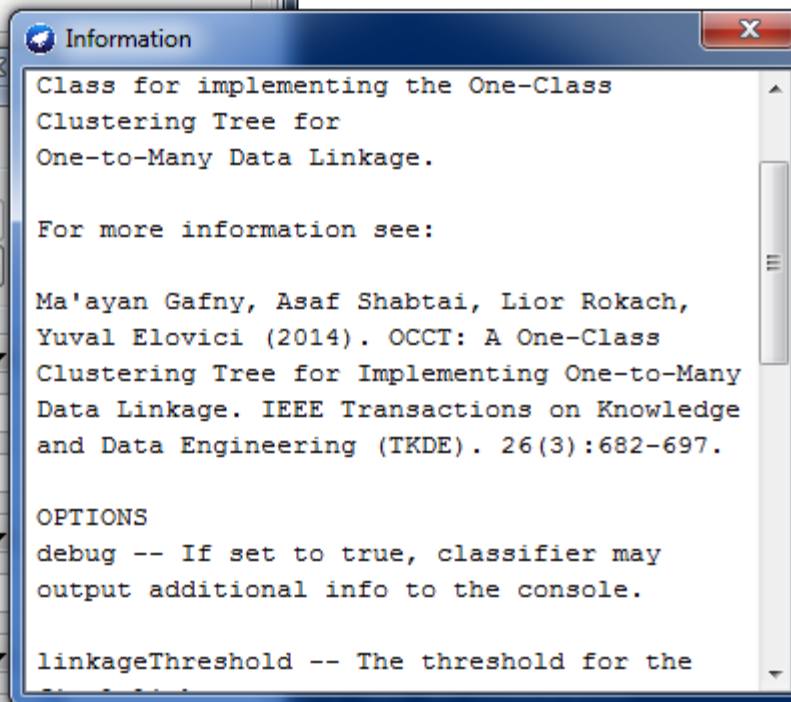 Information
Class for implementing the One-Class
Clustering Tree for
One-to-Many Data Linkage.
For more information see:
Ma'ayan Gafny, Asaf Shabtai, Lior Rokach,
Yuval Elovici (2014). OCCT: A One-Class
Clustering Tree for Implementing One-to-Many
Data Linkage. IEEE Transactions on Knowledge
and Data Engineering (TKDE). 26(3):682-697.
OPTIONS
debug -- If set to true, classifier may
output additional info to the console.
linkageThreshold -- The threshold for the